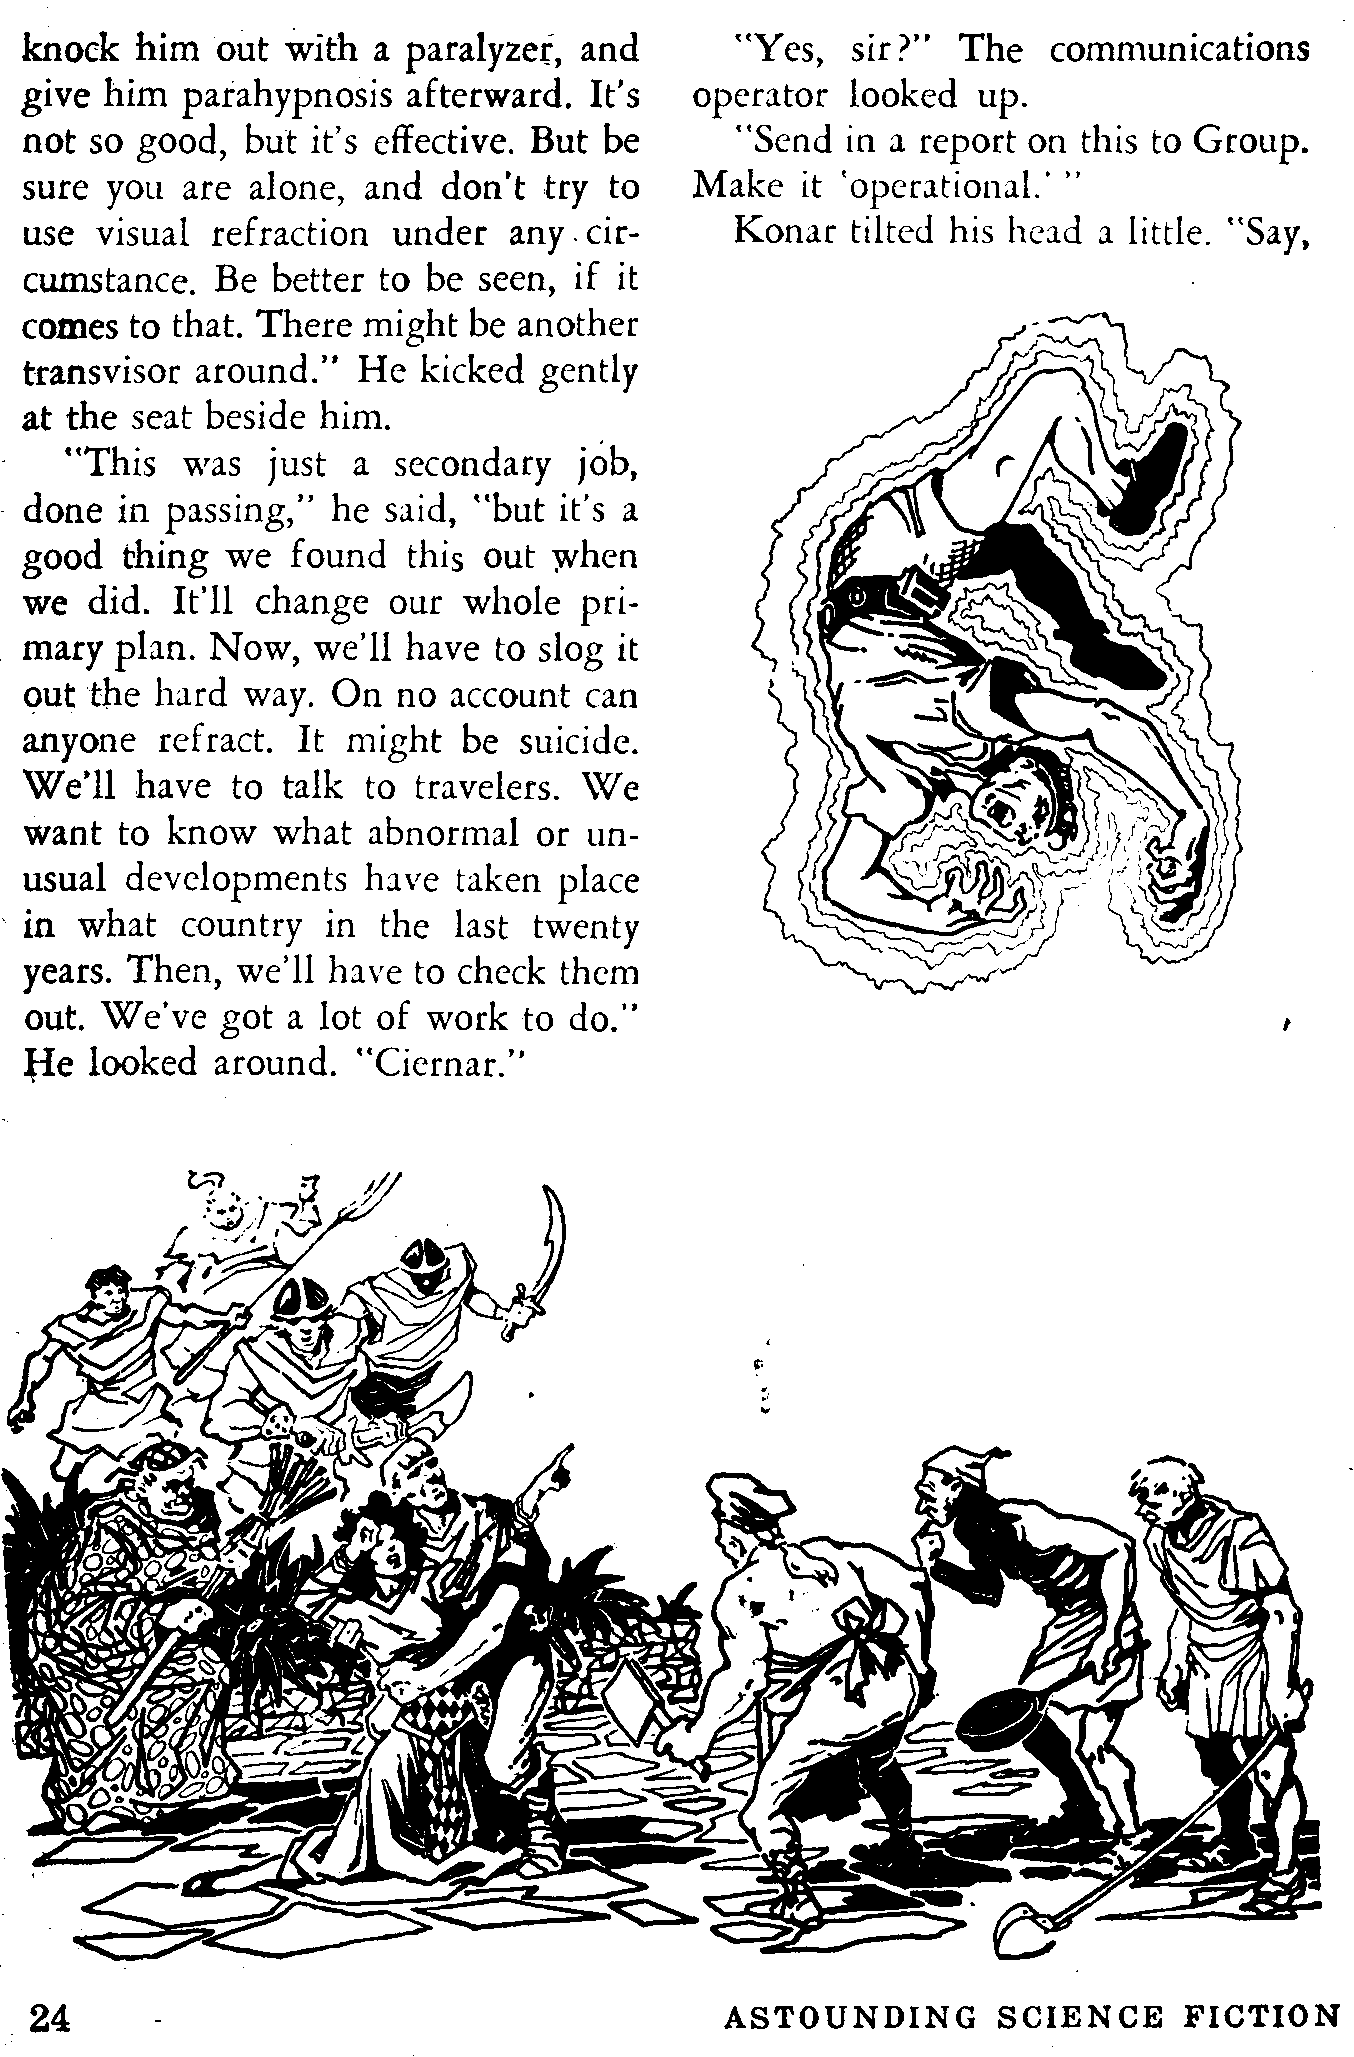 knock him out with a paralyzer, and
give him parahypnosis afterward. It's
not so good, but it's effective. But be
sure you are alone, and don't try to
use visual refraction under any cir-
cumstance. Be better to be seen, if it
comes to that. There might be another
transvisor around." He kicked gently
at the seat beside him.
"This was just a secondary job,
done in passing," he said, "but it's a
good thing we found this out when
we did. It'll change our whole pri-
mary plan. Now, we'll have to slog it
out the hard way. On no account can
anyone refract. It might be suicide.
We'll have to talk to travelers. We
want to know what abnormal or un-
usual developments have taken place
in what country in the last twenty
years. Then, we'll have to check them
out. We've got a lot of work to do."
He looked around. "Ciernar."
"Yes, sir?" The communications
operator looked up.
"Send in a report on this to Group.
Make it 'operational.' "
Konar tilted his head a little. "Say,
24
ASTOUNDING SCIENCE FICTION